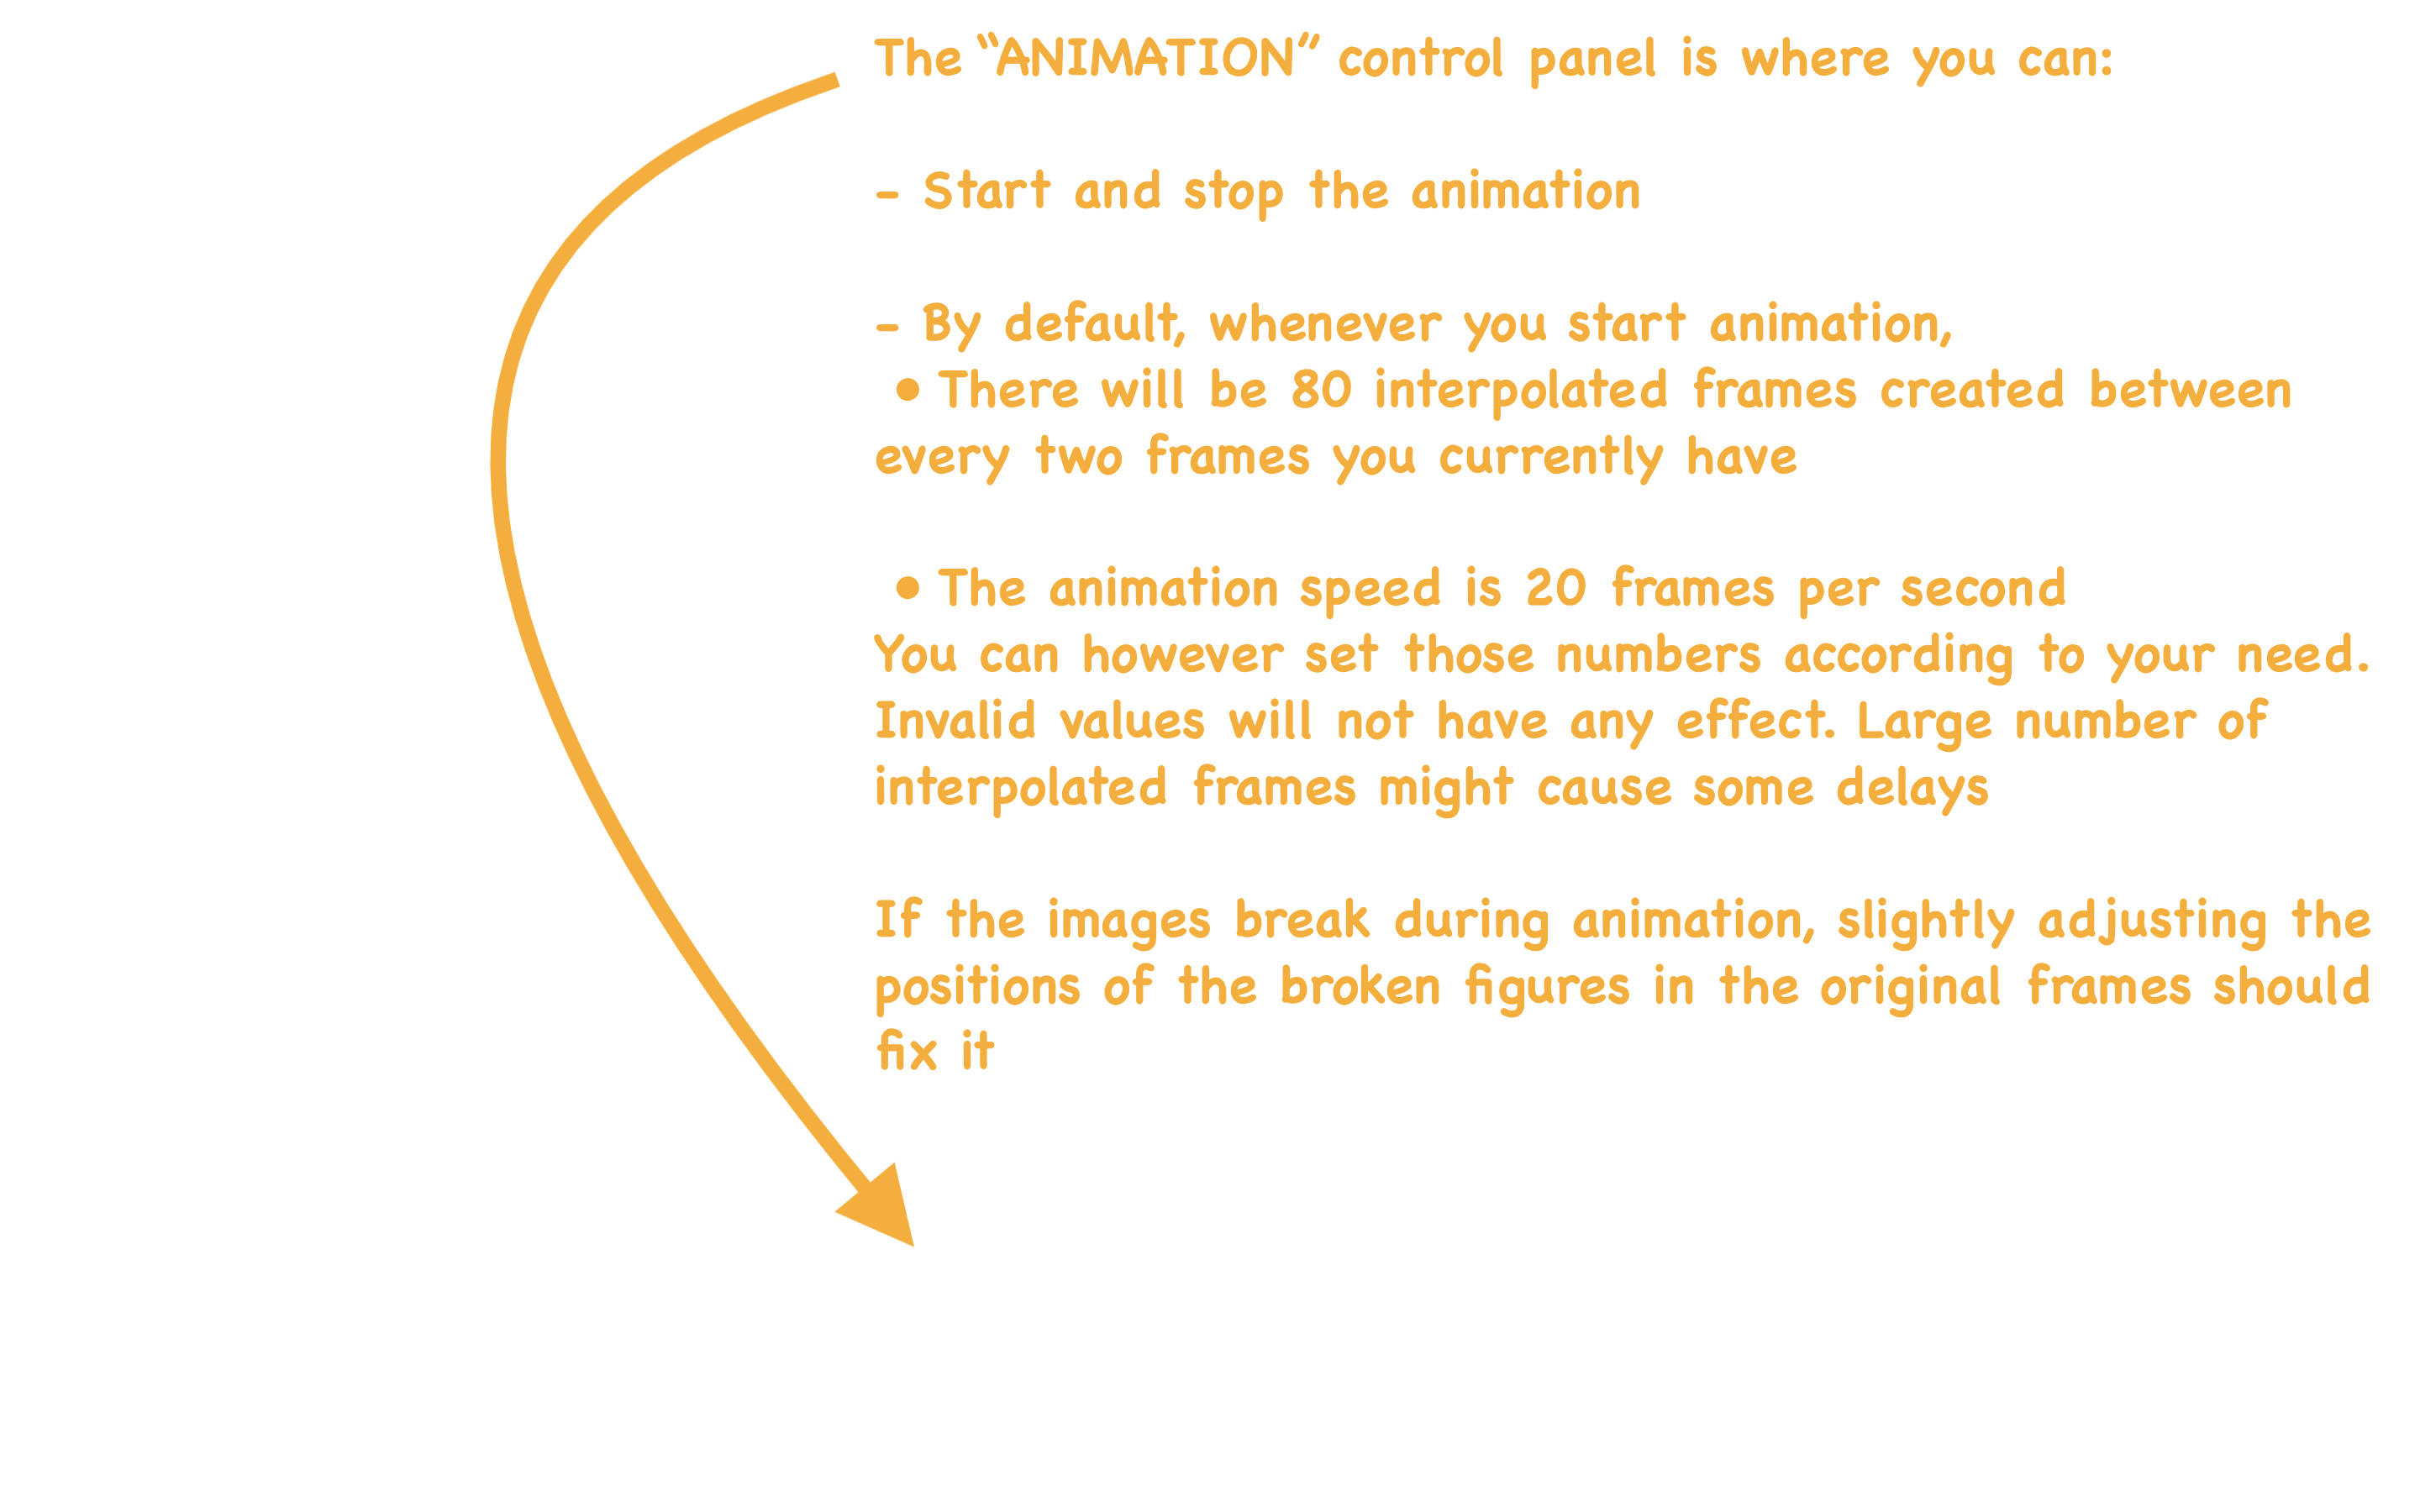 The “ANIMATION” control panel is where you can:
- Start and stop the animation
- By default, whenever you start animation,
• There will be 80 interpolated frames created between
every two frames you currently have
• The animation speed is 20 frames per second
You can however set those numbers according to your need.
Invalid values will not have any effect. Large number of
interpolated frames might cause some delays
If the images break during animation, slightly adjusting the
positions of the broken figures in the original frames should
fix it